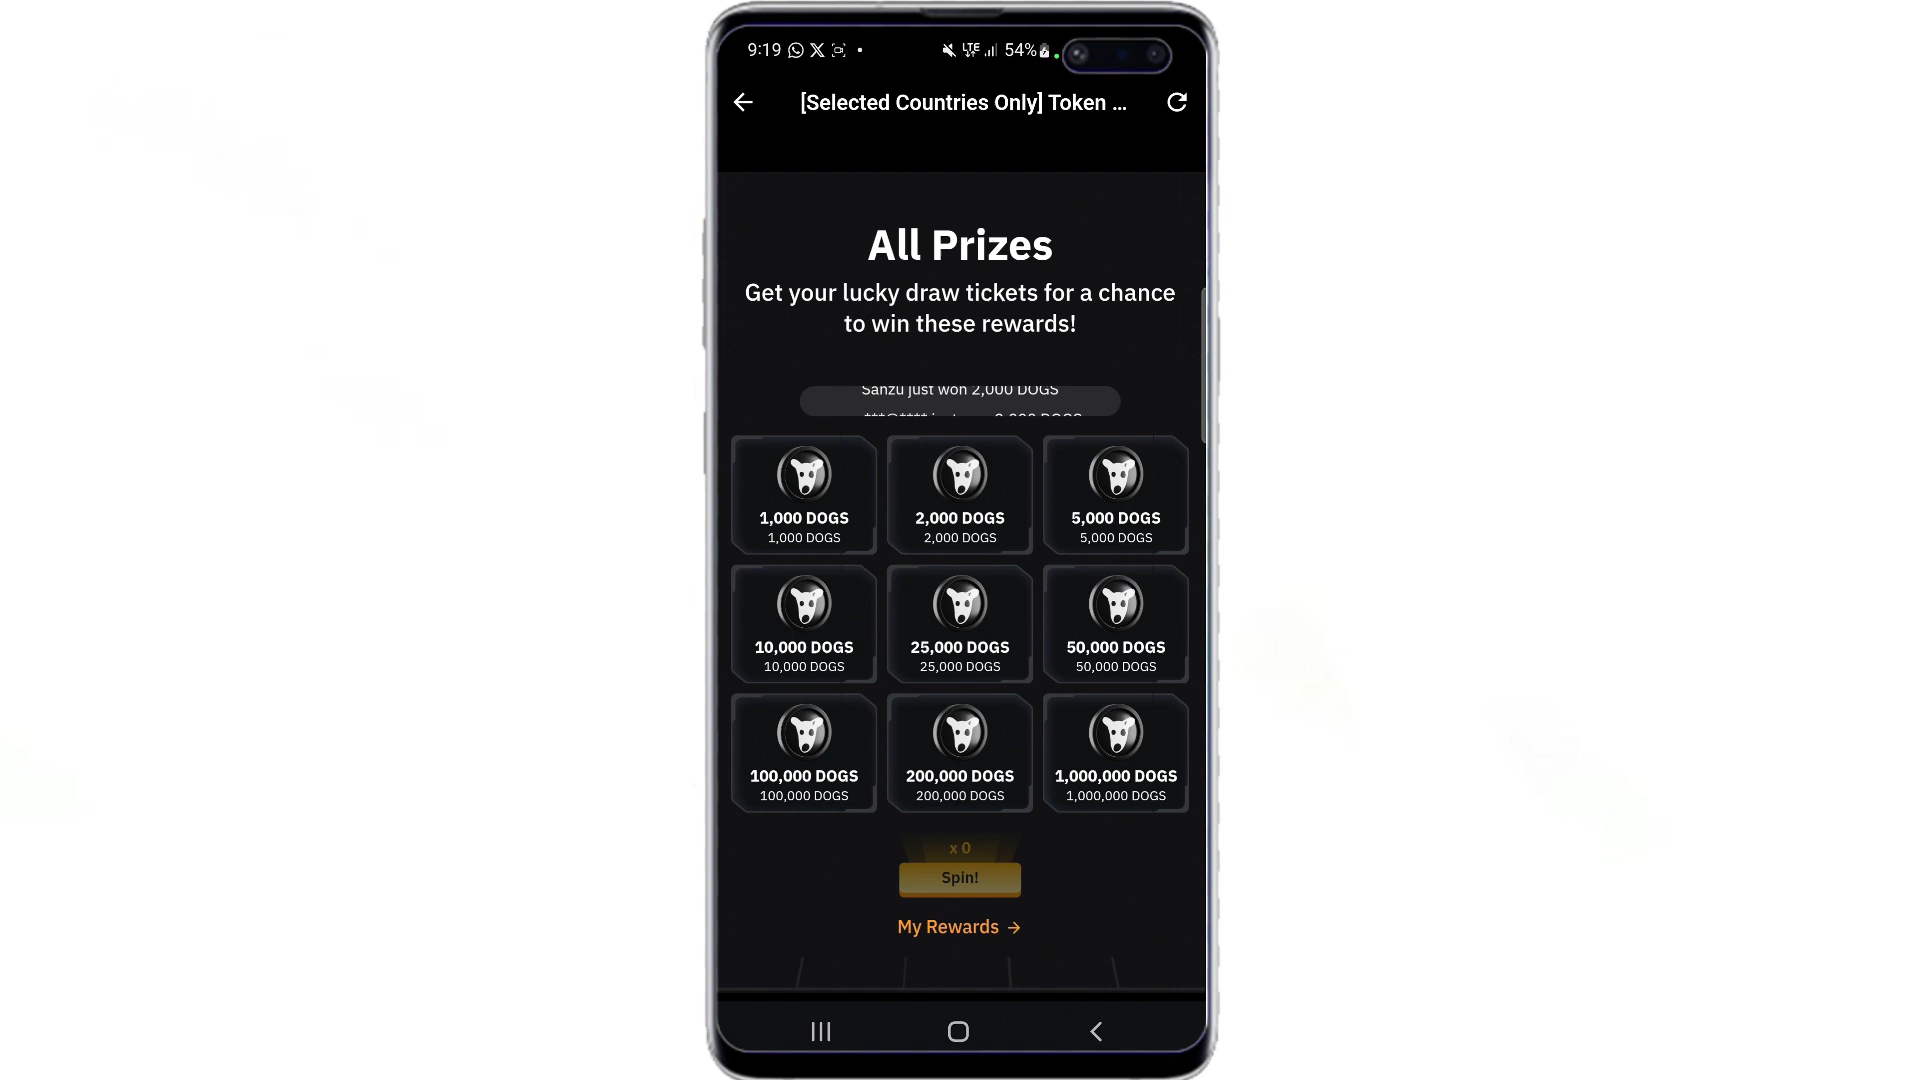 9:19 LTE 54%
[Selected Countries Only] Token ...
All Prizes
Get your lucky draw tickets for a chance
to win these rewards!
Sanzu just won 2,000 DOGS
1,000 DOGS
1,000 DOGS
2,000 DOGS
2,000 DOGS
5,000 DOGS
5,000 DOGS
10,000 DOGS
10,000 DOGS
25,000 DOGS
25,000 DOGS
50,000 DOGS
50,000 DOGS
100,000 DOGS
100,000 DOGS
200,000 DOGS
200,000 DOGS
1,000,000 DOGS
1,000,000 DOGS
x 0
Spin!
My Rewards →